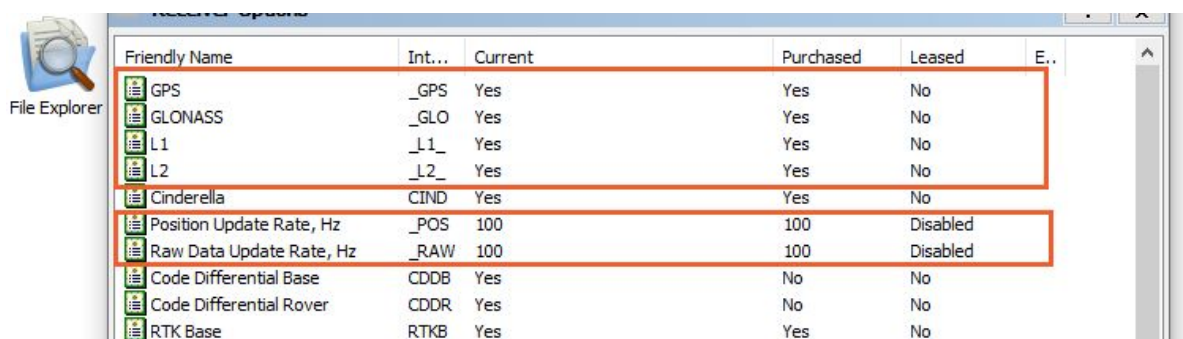 Receiver Options
Friendly Name Int... Current Purchased Leased E..
GPS _GPS Yes Yes No
File Explorer
GLONASS _GLO Yes Yes No
L1 _L1_ Yes Yes No
L2 _L2_ Yes Yes No
Cinderella CIND Yes Yes No
Position Update Rate, Hz _POS 100 100 Disabled
Raw Data Update Rate, Hz _RAW 100 100 Disabled
Code Differential Base CDDB Yes No No
Code Differential Rover CDDR Yes No No
RTK Base RTKB Yes Yes No